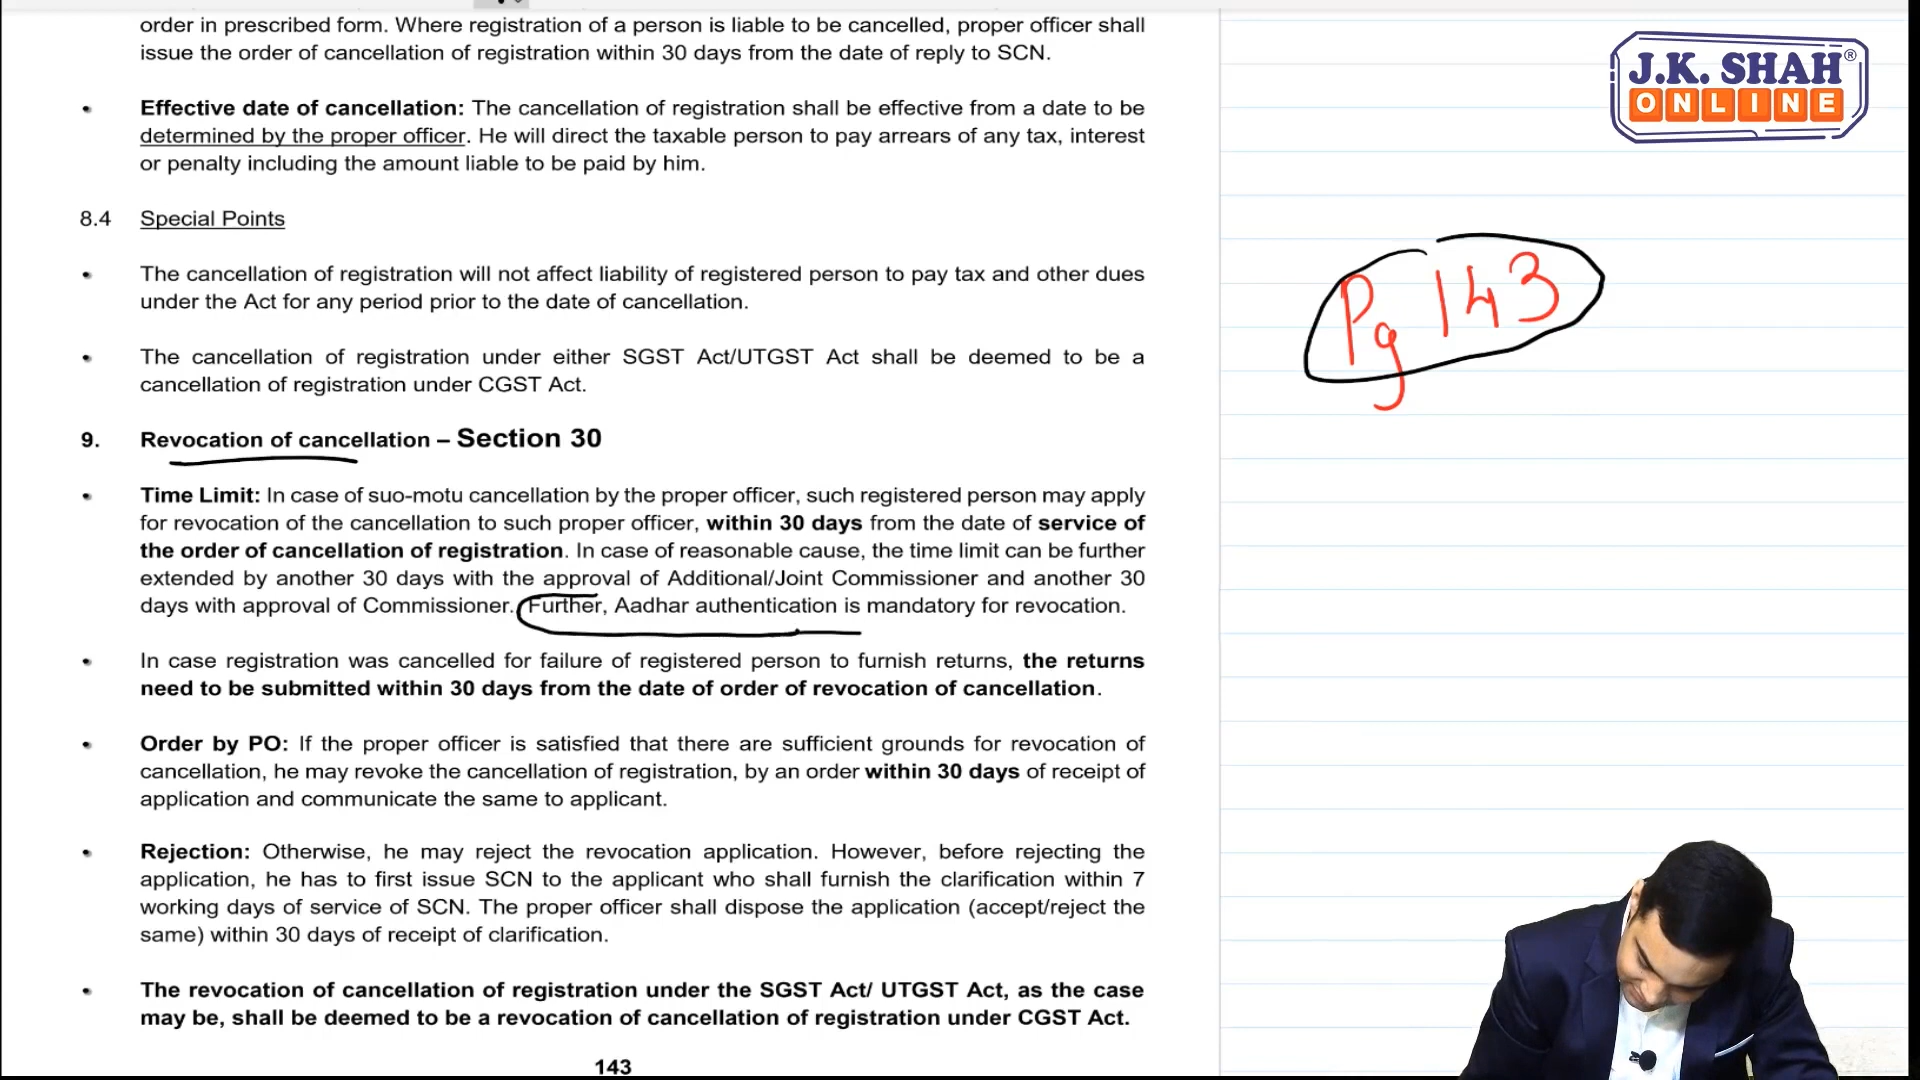 order in prescribed form. Where registration of a person is liable to be cancelled, proper officer shall
issue the order of cancellation of registration within 30 days from the date of reply to SCN.
• Effective date of cancellation: The cancellation of registration shall be effective from a date to be
determined by the proper officer. He will direct the taxable person to pay arrears of any tax, interest
or penalty including the amount liable to be paid by him.
8.4 Special Points
• The cancellation of registration will not affect liability of registered person to pay tax and other dues
under the Act for any period prior to the date of cancellation.
• The cancellation of registration under either SGST Act/UTGST Act shall be deemed to be a
cancellation of registration under CGST Act.
9. Revocation of cancellation – Section 30
• Time Limit: In case of suo-motu cancellation by the proper officer, such registered person may apply
for revocation of the cancellation to such proper officer, within 30 days from the date of service of
the order of cancellation of registration. In case of reasonable cause, the time limit can be further
extended by another 30 days with the approval of Additional/Joint Commissioner and another 30
days with approval of Commissioner. Further, Aadhar authentication is mandatory for revocation.
• In case registration was cancelled for failure of registered person to furnish returns, the returns
need to be submitted within 30 days from the date of order of revocation of cancellation.
• Order by PO: If the proper officer is satisfied that there are sufficient grounds for revocation of
cancellation, he may revoke the cancellation of registration, by an order within 30 days of receipt of
application and communicate the same to applicant.
• Rejection: Otherwise, he may reject the revocation application. However, before rejecting the
application, he has to first issue SCN to the applicant who shall furnish the clarification within 7
working days of service of SCN. The proper officer shall dispose the application (accept/reject the
same) within 30 days of receipt of clarification.
• The revocation of cancellation of registration under the SGST Act/ UTGST Act, as the case
may be, shall be deemed to be a revocation of cancellation of registration under CGST Act.
143
J.K. SHAH®
ONLINE
Pg 143